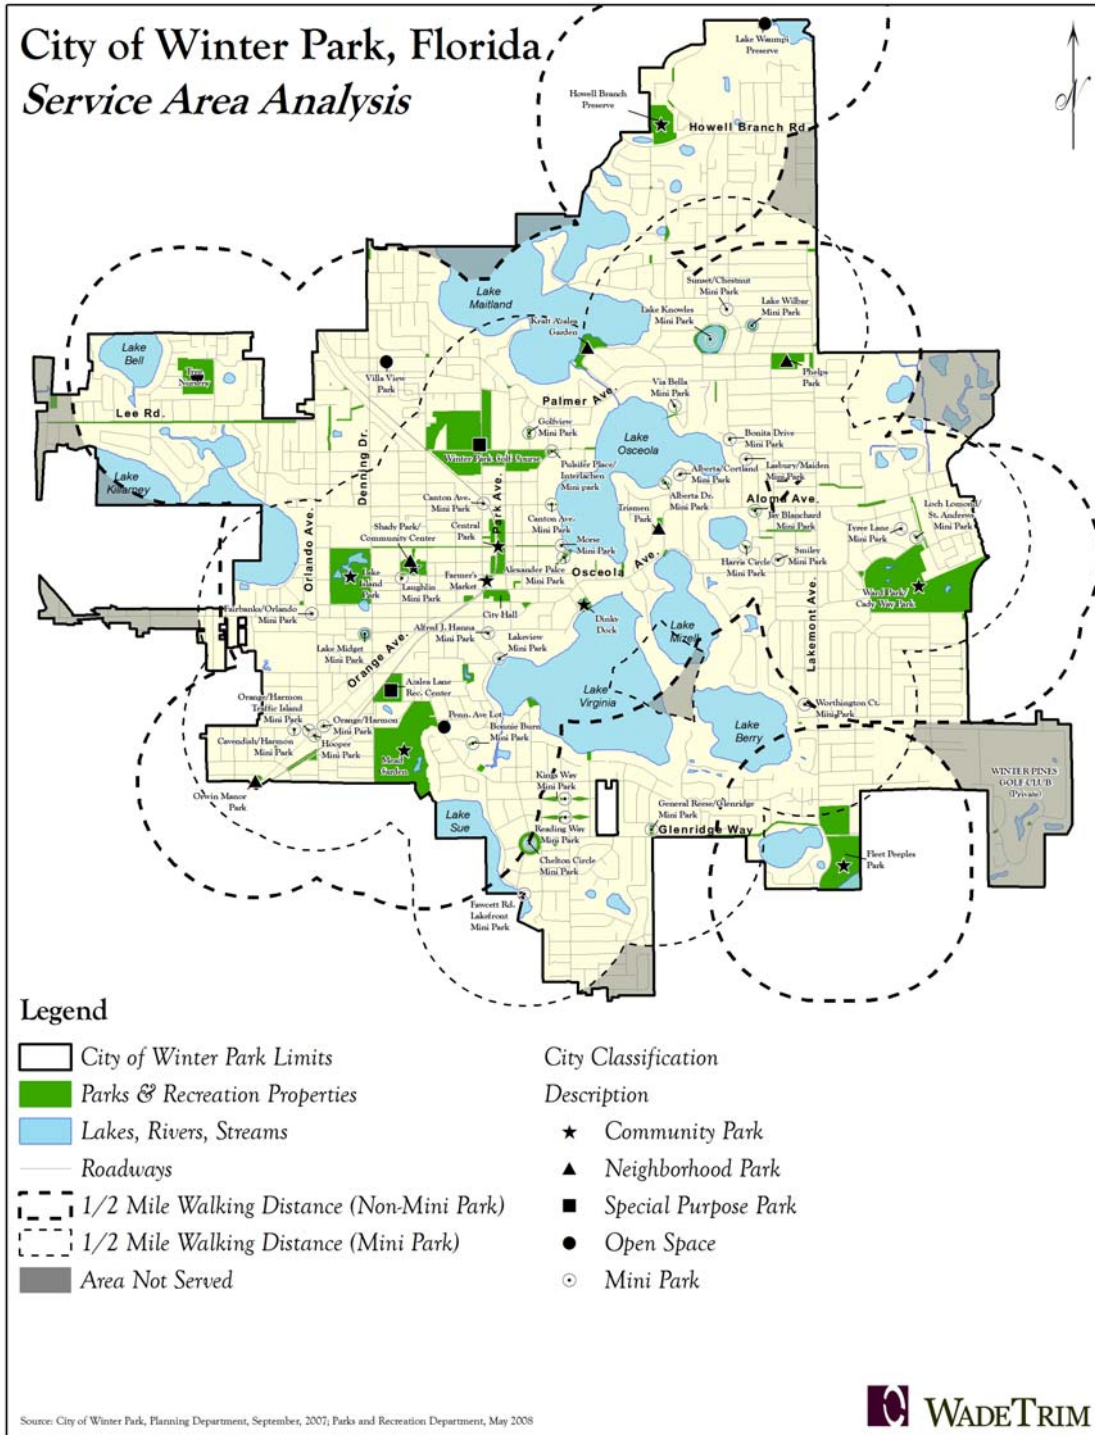 City of Winter Park, Florida
Service Area Analysis
Lake Waumpi
Preserve
Howell Branch
Preserve
Howell Branch Rd.
Lake
Maitland
Sunset/Chestnut
Mini Park
Lake Knowles
Mini Park
Lake Wilbar
Mini Park
Kraft Azalea
Garden
Lake
Bell
Tree
Nursery
Villa View
Park
Phelps
Park
Lee Rd.
Palmer Ave.
Via Bella
Mini Park
Golfview
Mini Park
Lake
Osceola
Bonita Drive
Mini Park
Denning Dr.
Winter Park Golf Course
Pulsifer Place/
Interlachen
Mini park
Alberta/Cortland
Mini Park
Lasbury/Maiden
Mini Park
Lake
Killarney
Canton Ave.
Mini Park
Park Ave.
Alberta Dr.
Mini Park
Aloma Ave.
Loch Lomond/
St. Andrews
Mini Park
Orlando Ave.
Shady Park/
Community Center
Central
Park
Canton Ave.
Mini Park
Trismen
Park
Jay Blanchard
Mini Park
Tyree Lane
Mini Park
Morse
Mini Park
Lake
Island
Park
Laughlin
Mini Park
Farmer's
Market
Alexander Palce
Mini Park
Osceola Ave.
Harris Circle
Mini Park
Smiley
Mini Park
Ward Park/
Cady Way Park
Fairbanks/Orlando
Mini Park
City Hall
Dinky
Dock
Lakemont Ave.
Lake Midget
Mini Park
Orange Ave.
Alfred J. Hanna
Mini Park
Lakeview
Mini Park
Lake
Mizell
Azalea Lane
Rec. Center
Lake
Virginia
Orange/Harmon
Traffic Island
Mini Park
Orange/Harmon
Mini Park
Penn. Ave Lot
Bonnie Burn
Mini Park
Lake
Berry
Worthington Ct.
Mini Park
Cavendish/Harmon
Mini Park
Hooper
Mini Park
Mead
Garden
Orwin Manor
Park
Kings Way
Mini Park
WINTER PINES
GOLF CLUB
(Private)
Lake
Sue
General Reese/Glenridge
Mini Park
Reading Way
Mini Park
Glenridge Way
Chelton Circle
Mini Park
Fleet Peeples
Park
Fawcett Rd.
Lakefront
Mini Park
N
Legend
City of Winter Park Limits
Parks & Recreation Properties
Lakes, Rivers, Streams
Roadways
1/2 Mile Walking Distance (Non-Mini Park)
1/2 Mile Walking Distance (Mini Park)
Area Not Served
City Classification
Description
Community Park
Neighborhood Park
Special Purpose Park
Open Space
Mini Park
Source: City of Winter Park, Planning Department, September, 2007; Parks and Recreation Department, May 2008
WADETRIM